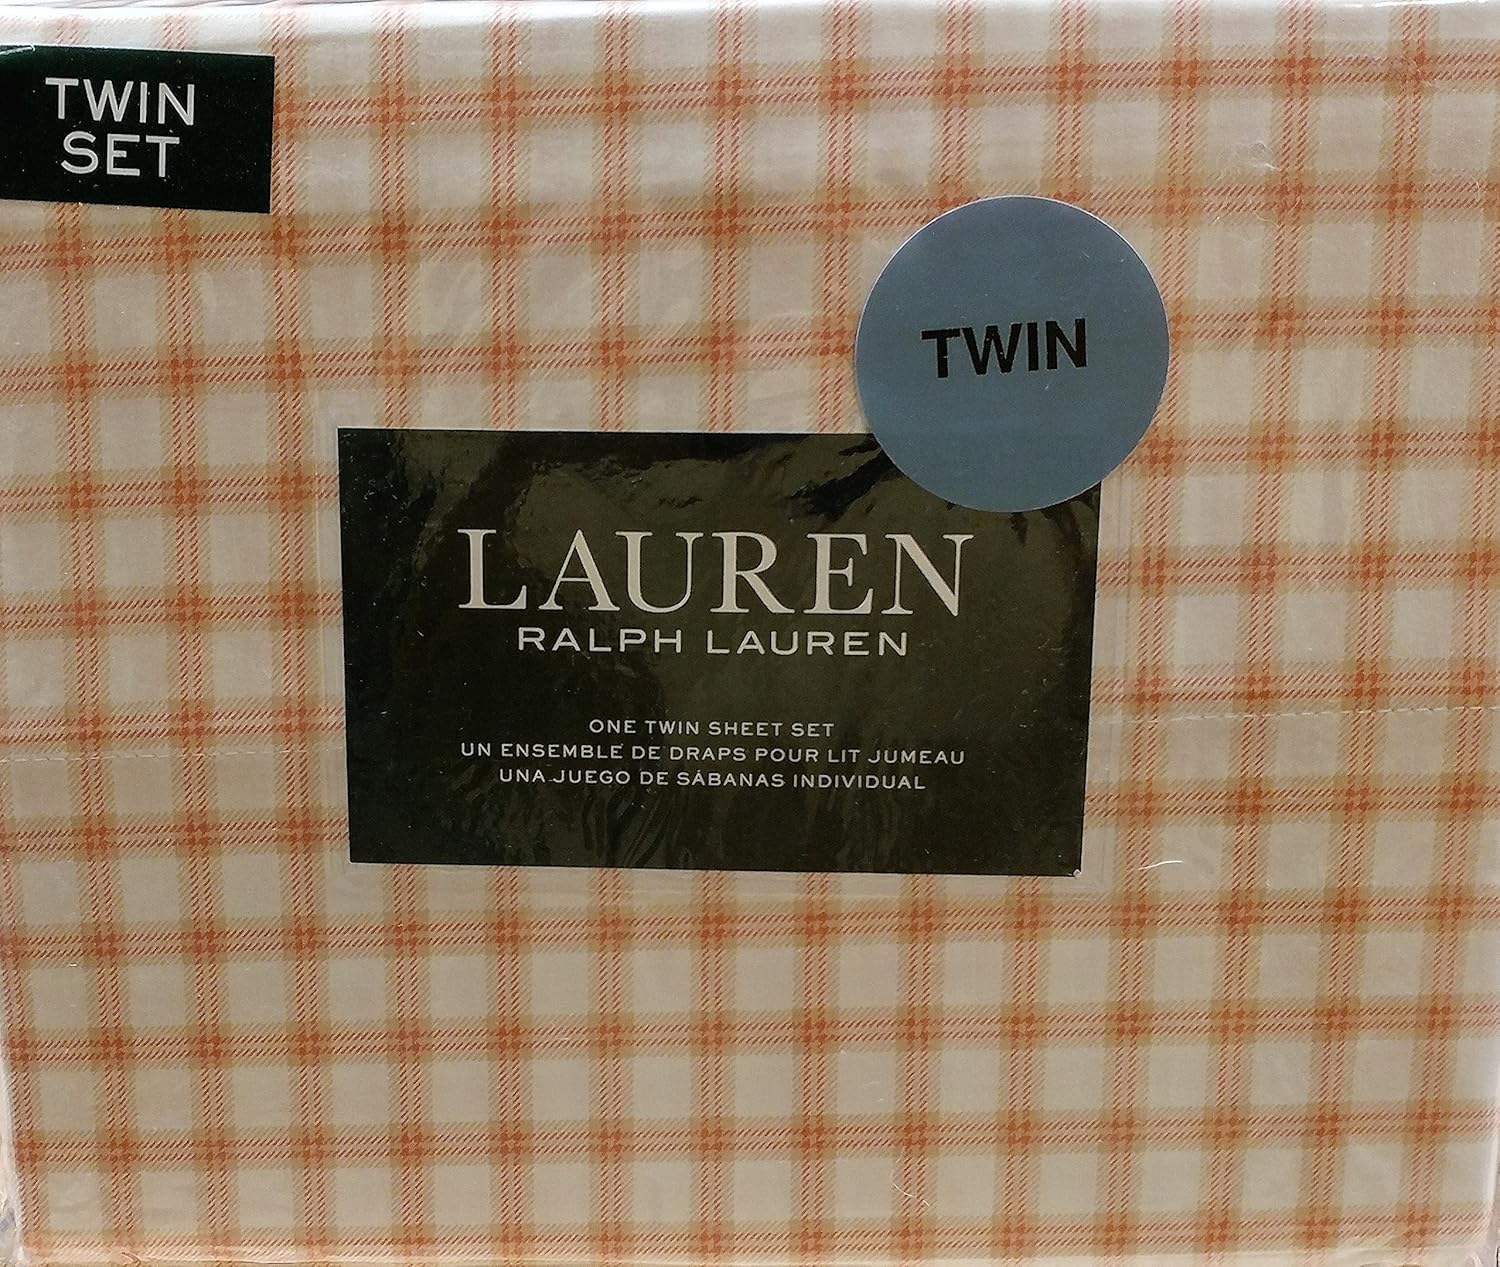 TWIN
SET
TWIN
LAUREN
RALPH LAUREN
ONE TWIN SHEET SET
UN ENSEMBLE DE DRAPS POUR LIT JUMEAU
UNA JUEGO DE SÁBANAS INDIVIDUAL